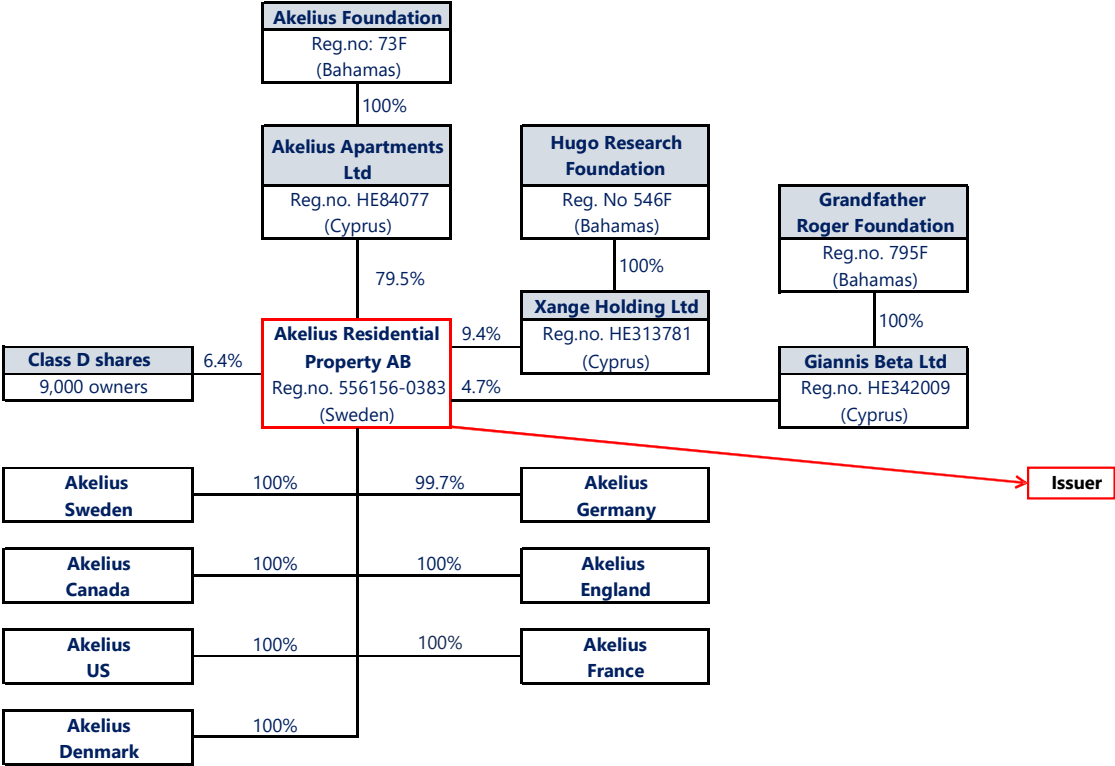 Akelius Foundation
Reg.no: 73F
(Bahamas)
100%
Akelius Apartments
Ltd
Reg.no. HE84077
(Cyprus)
79.5%
Hugo Research
Foundation
Reg. No 546F
(Bahamas)
100%
Xange Holding Ltd
Reg.no. HE313781
(Cyprus)
9.4%
Grandfather
Roger Foundation
Reg.no. 795F
(Bahamas)
100%
Giannis Beta Ltd
Reg.no. HE342009
(Cyprus)
4.7%
Class D shares
9,000 owners
6.4%
Akelius Residential
Property AB
Reg.no. 556156-0383
(Sweden)
Issuer
Akelius
Sweden
100%
99.7%
Akelius
Germany
Akelius
Canada
100%
100%
Akelius
England
Akelius
US
100%
100%
Akelius
France
Akelius
Denmark
100%